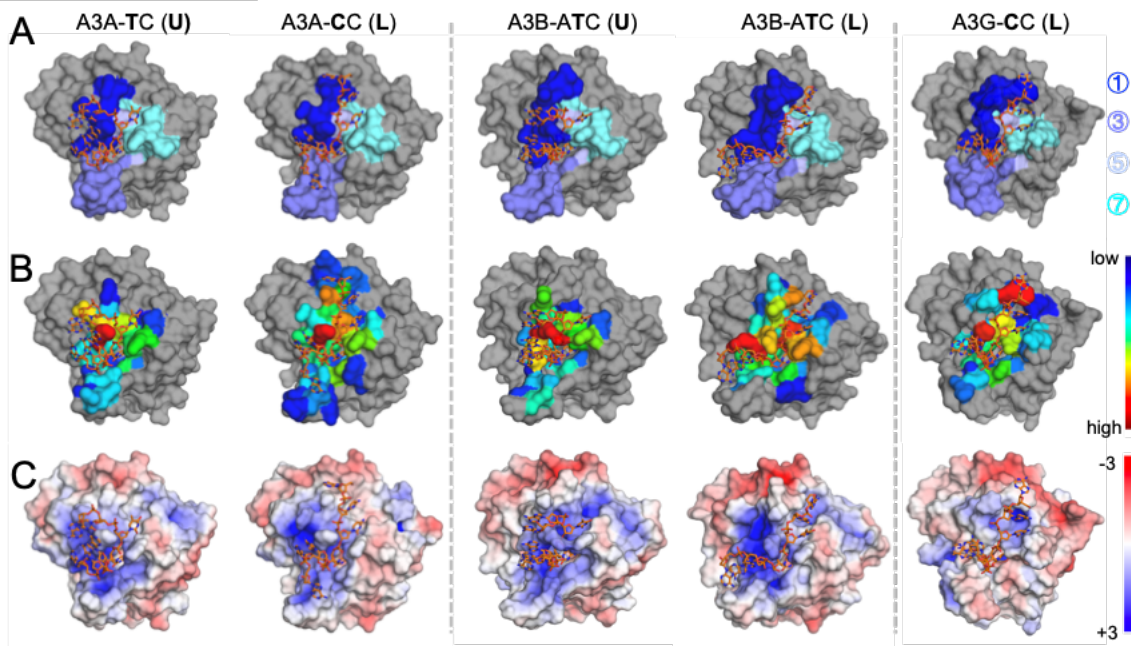 A
A3A-TC (U)
A3A-CC (L)
A3B-ATC (U)
A3B-ATC (L)
A3G-CC (L)
①
③
⑤
⑦
B
low
high
C
-3
+3